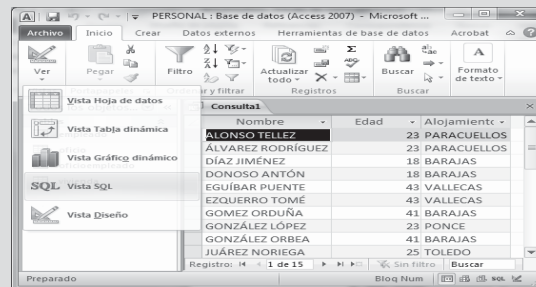 A
PERSONAL : Base de datos (Access 2007) - Microsoft ...
Archivo Inicio Crear Datos externos Herramientas de base de datos Acrobat
Ver Pegar Filtro Actualizar todo Buscar Formato de texto
Ordenar y filtrar Registros Buscar
Vista Hoja de datos
Vista Tabla dinámica
Vista Gráfico dinámico
SQL Vista SQL
Vista Diseño
Consulta1
Nombre Edad Alojamiento
ALONSO TELLEZ 23 PARACUELLOS
ÁLVAREZ RODRÍGUEZ 23 PARACUELLOS
DÍAZ JIMÉNEZ 18 BARAJAS
DONOSO ANTÓN 18 BARAJAS
EGUÍBAR PUENTE 43 VALLECAS
EZQUERRO TOMÉ 43 VALLECAS
GOMEZ ORDUÑA 41 BARAJAS
GONZÁLEZ LÓPEZ 23 PONCE
GONZÁLEZ ORBEA 41 BARAJAS
JUÁREZ NORIEGA 25 TOLEDO
Registro: 1 de 15 Sin filtro Buscar
Preparado Bloq Num SQL